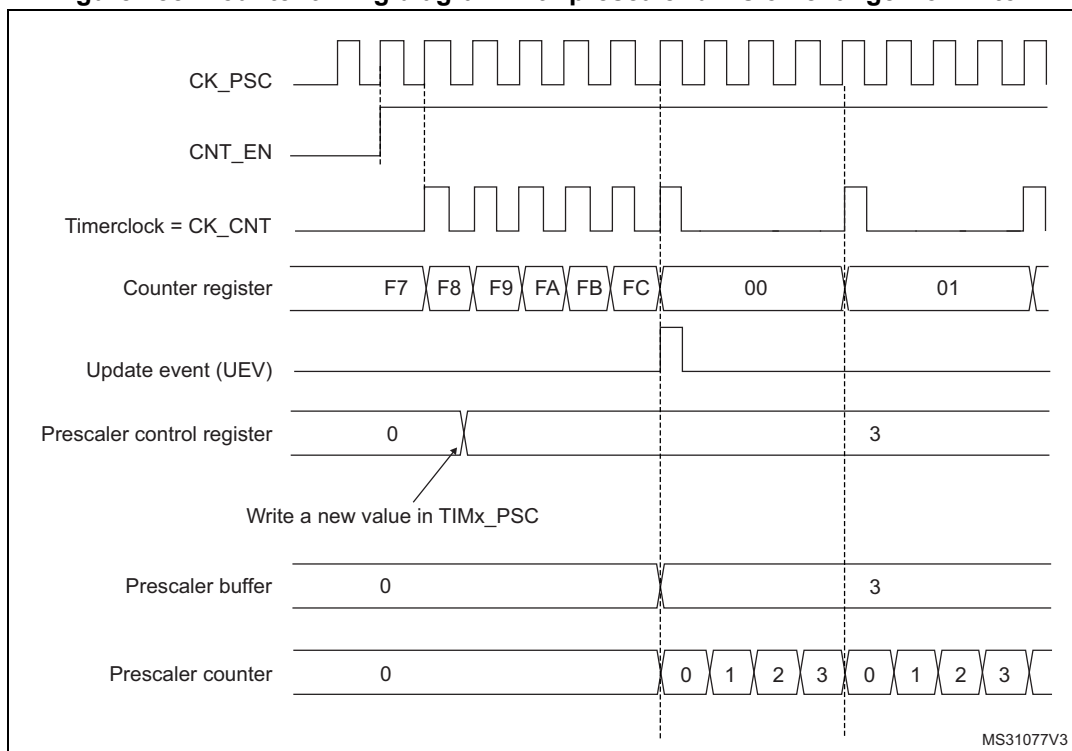 CK_PSC
CNT_EN
Timerclock = CK_CNT
Counter register F7 F8 F9 FA FB FC 00 01
Update event (UEV)
Prescaler control register 0 3
Write a new value in TIMx_PSC
Prescaler buffer 0 3
Prescaler counter 0 0 1 2 3 0 1 2 3
MS31077V3